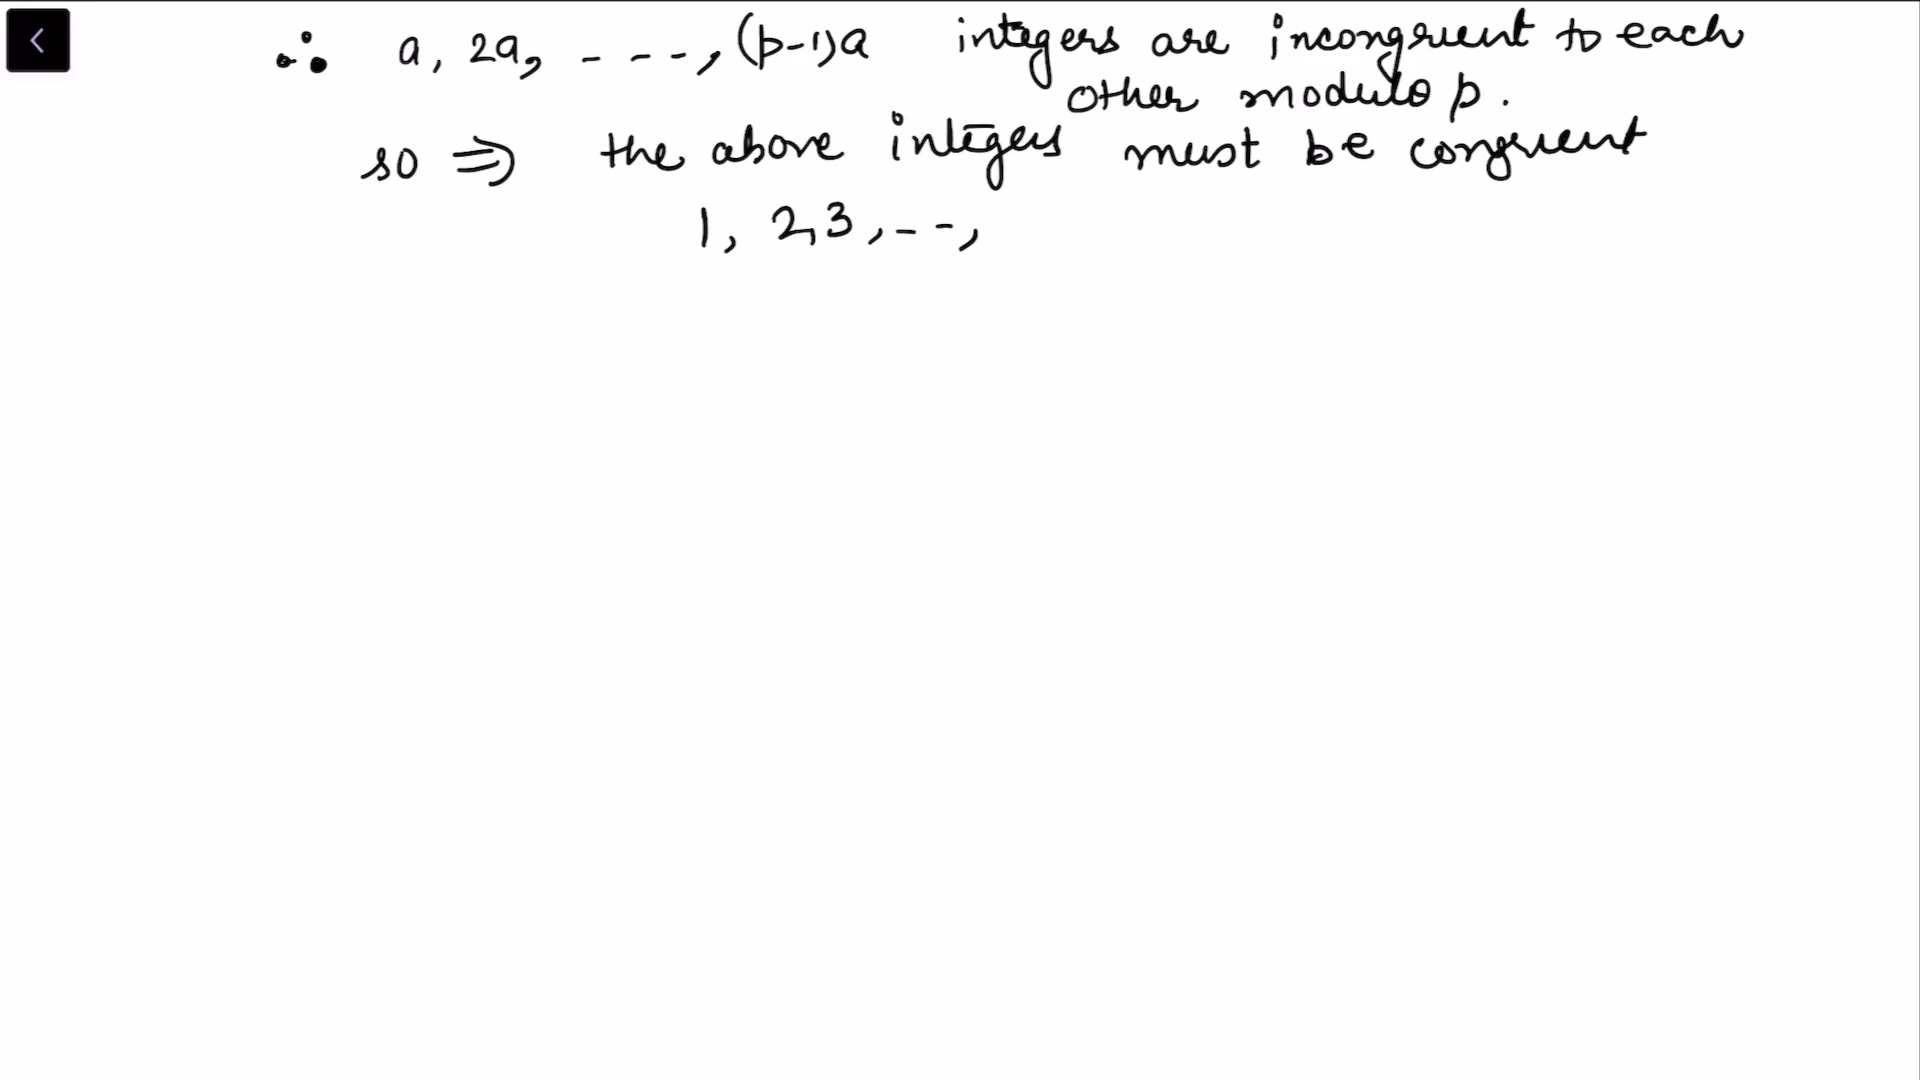 ∴ a, 2a, ----, (p-1)a integers are incongruent to each
other modulo p.
so ⇒ the above integers must be congruent
1, 2,3,--,